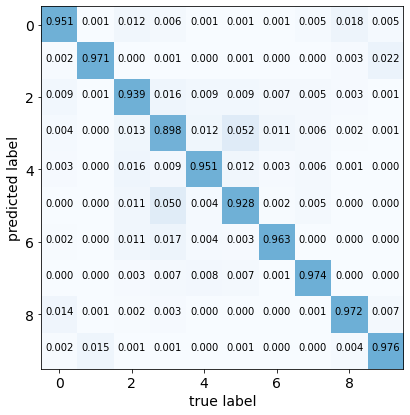 0 0.951 0.001 0.012 0.006 0.001 0.001 0.001 0.005 0.018 0.005
0.002 0.971 0.000 0.001 0.000 0.001 0.000 0.000 0.003 0.022
2 0.009 0.001 0.939 0.016 0.009 0.009 0.007 0.005 0.003 0.001
0.004 0.000 0.013 0.898 0.012 0.052 0.011 0.006 0.002 0.001
4 0.003 0.000 0.016 0.009 0.951 0.012 0.003 0.006 0.001 0.000
0.000 0.000 0.011 0.050 0.004 0.928 0.002 0.005 0.000 0.000
6 0.002 0.000 0.011 0.017 0.004 0.003 0.963 0.000 0.000 0.000
0.000 0.000 0.003 0.007 0.008 0.007 0.001 0.974 0.000 0.000
8 0.014 0.001 0.002 0.003 0.000 0.000 0.000 0.001 0.972 0.007
0.002 0.015 0.001 0.001 0.000 0.001 0.000 0.000 0.004 0.976
0 2 4 6 8
true label
predicted label